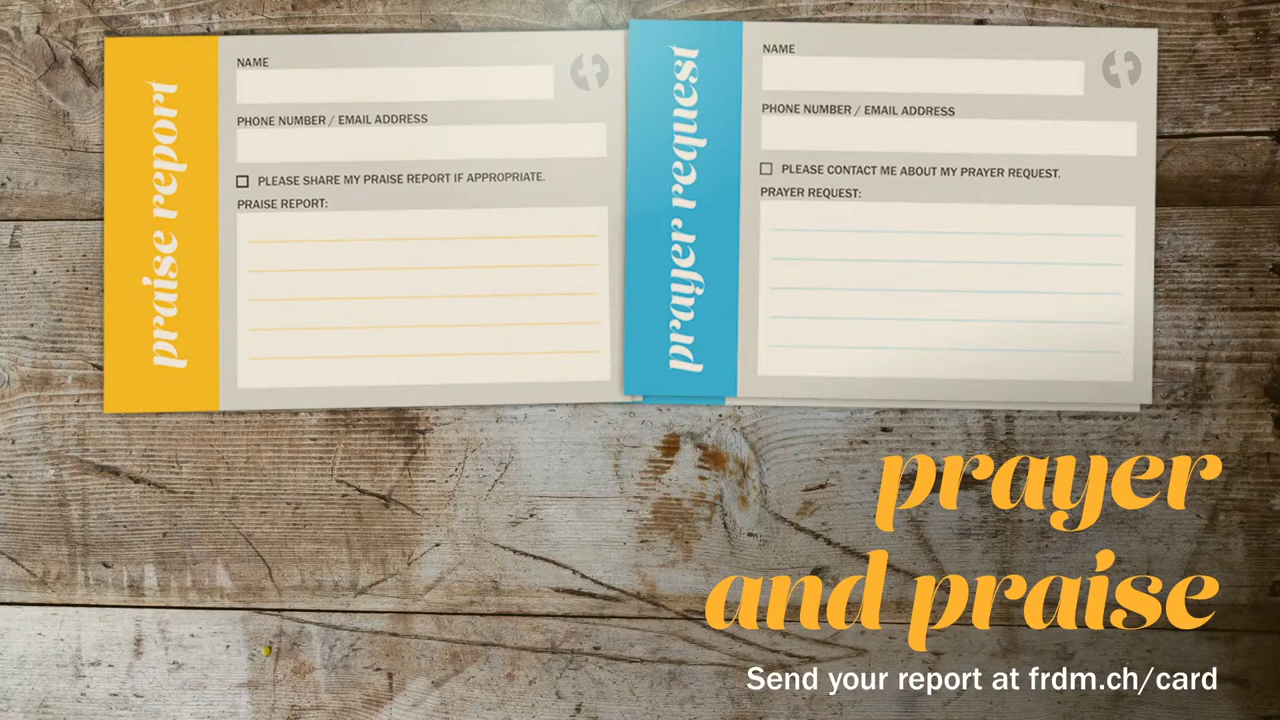 praise report
NAME
PHONE NUMBER / EMAIL ADDRESS
PLEASE SHARE MY PRAISE REPORT IF APPROPRIATE.
PRAISE REPORT:
prayer request
NAME
PHONE NUMBER / EMAIL ADDRESS
PLEASE CONTACT ME ABOUT MY PRAYER REQUEST.
PRAYER REQUEST:
prayer
and praise
Send your report at frdm.ch/card